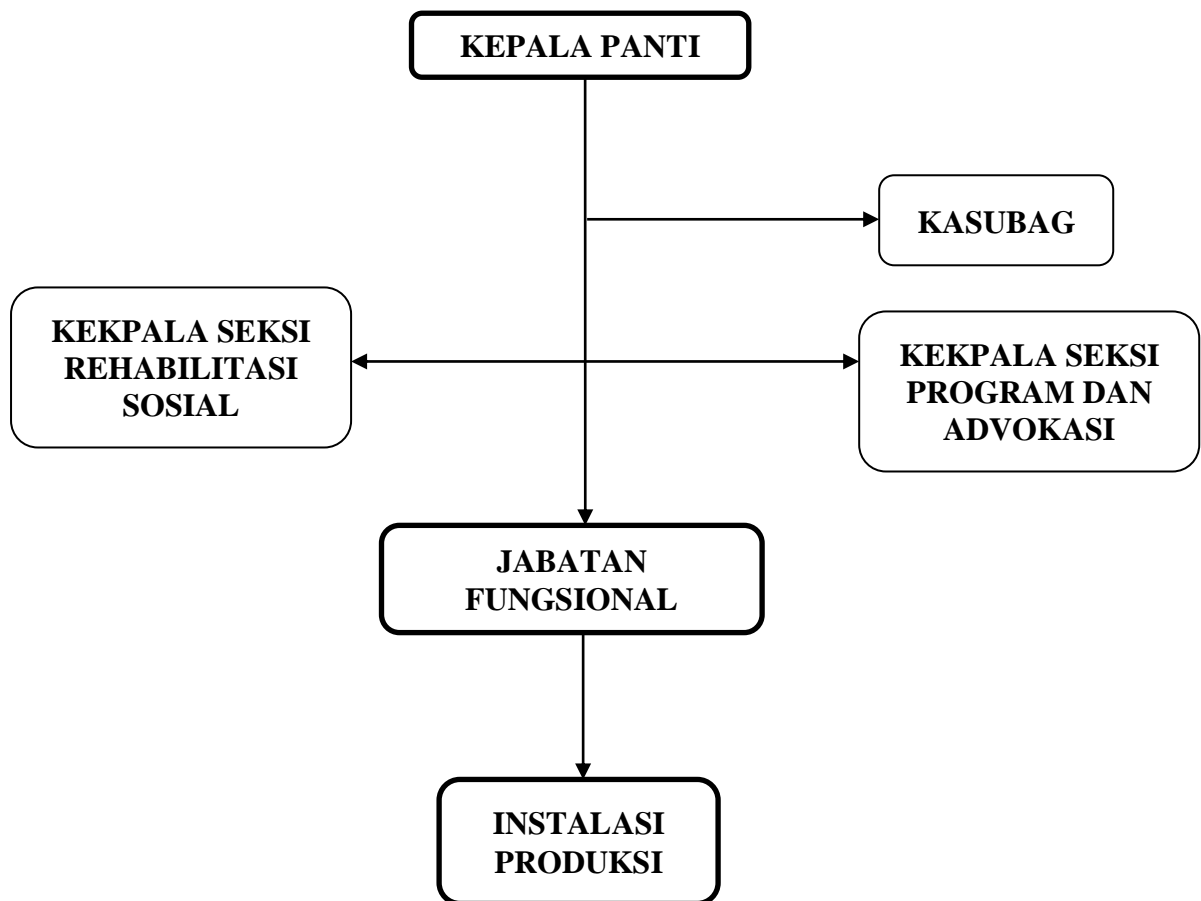 KEPALA PANTI
KASUBAG
KEKPALA SEKSI
REHABILITASI
SOSIAL
KEKPALA SEKSI
PROGRAM DAN
ADVOKASI
JABATAN
FUNGSIONAL
INSTALASI
PRODUKSI